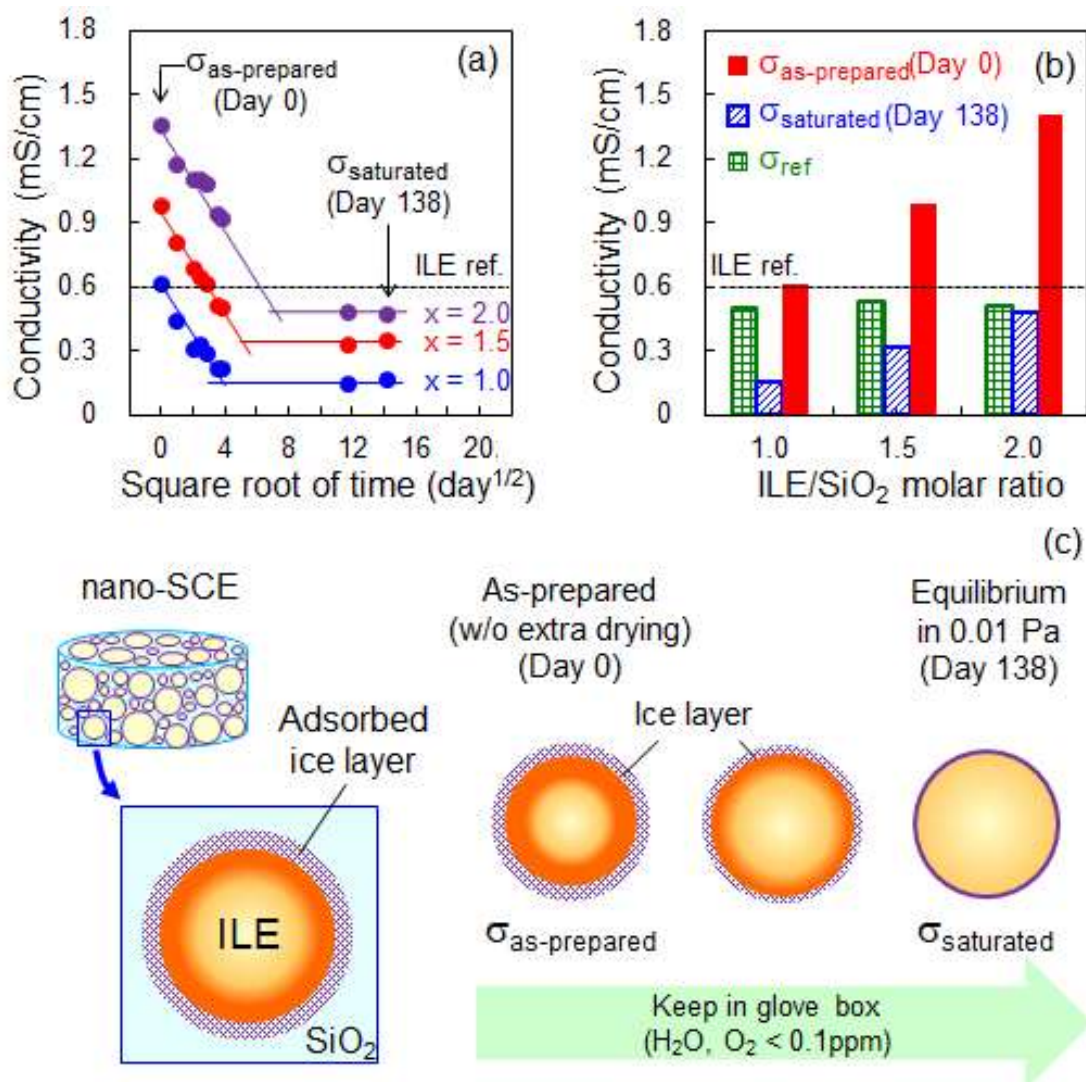 (a)
1.8
1.5
1.2
0.9
0.6
0.3
0
Conductivity (mS/cm)
σas-prepared
(Day 0)
σsaturated
(Day 138)
ILE ref.
x = 2.0
x = 1.5
x = 1.0
0 4 8 12 16 20.
Square root of time (day1/2)
(b)
1.8
1.5
1.2
0.9
0.6
0.3
0
Conductivity (mS/cm)
σas-prepared (Day 0)
σsaturated (Day 138)
σref
ILE ref.
1.0 1.5 2.0
ILE/SiO2 molar ratio
(c)
nano-SCE
Adsorbed
ice layer
ILE
SiO2
As-prepared
(w/o extra drying)
(Day 0)
Ice layer
σas-prepared
Equilibrium
in 0.01 Pa
(Day 138)
σsaturated
Keep in glove box
(H2O, O2 < 0.1ppm)